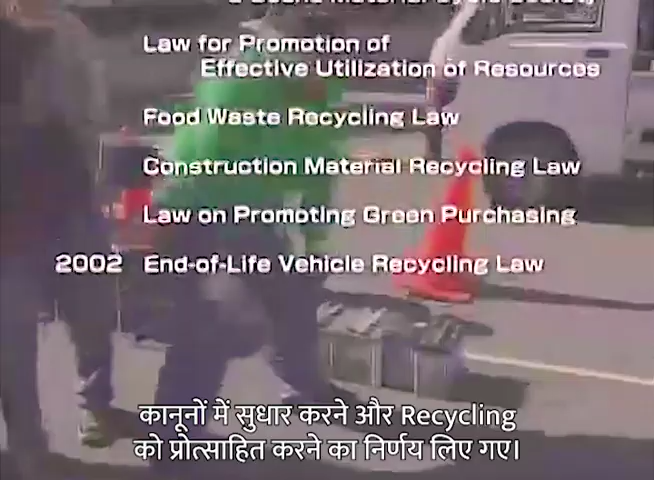 Law for Promotion of
Effective Utilization of Resources
Food Waste Recycling Law
Construction Material Recycling Law
Law on Promoting Green Purchasing
2002 End-of-Life Vehicle Recycling Law
कानूनों में सुधार करने और Recycling
को प्रोत्साहित करने का निर्णय लिए गए।